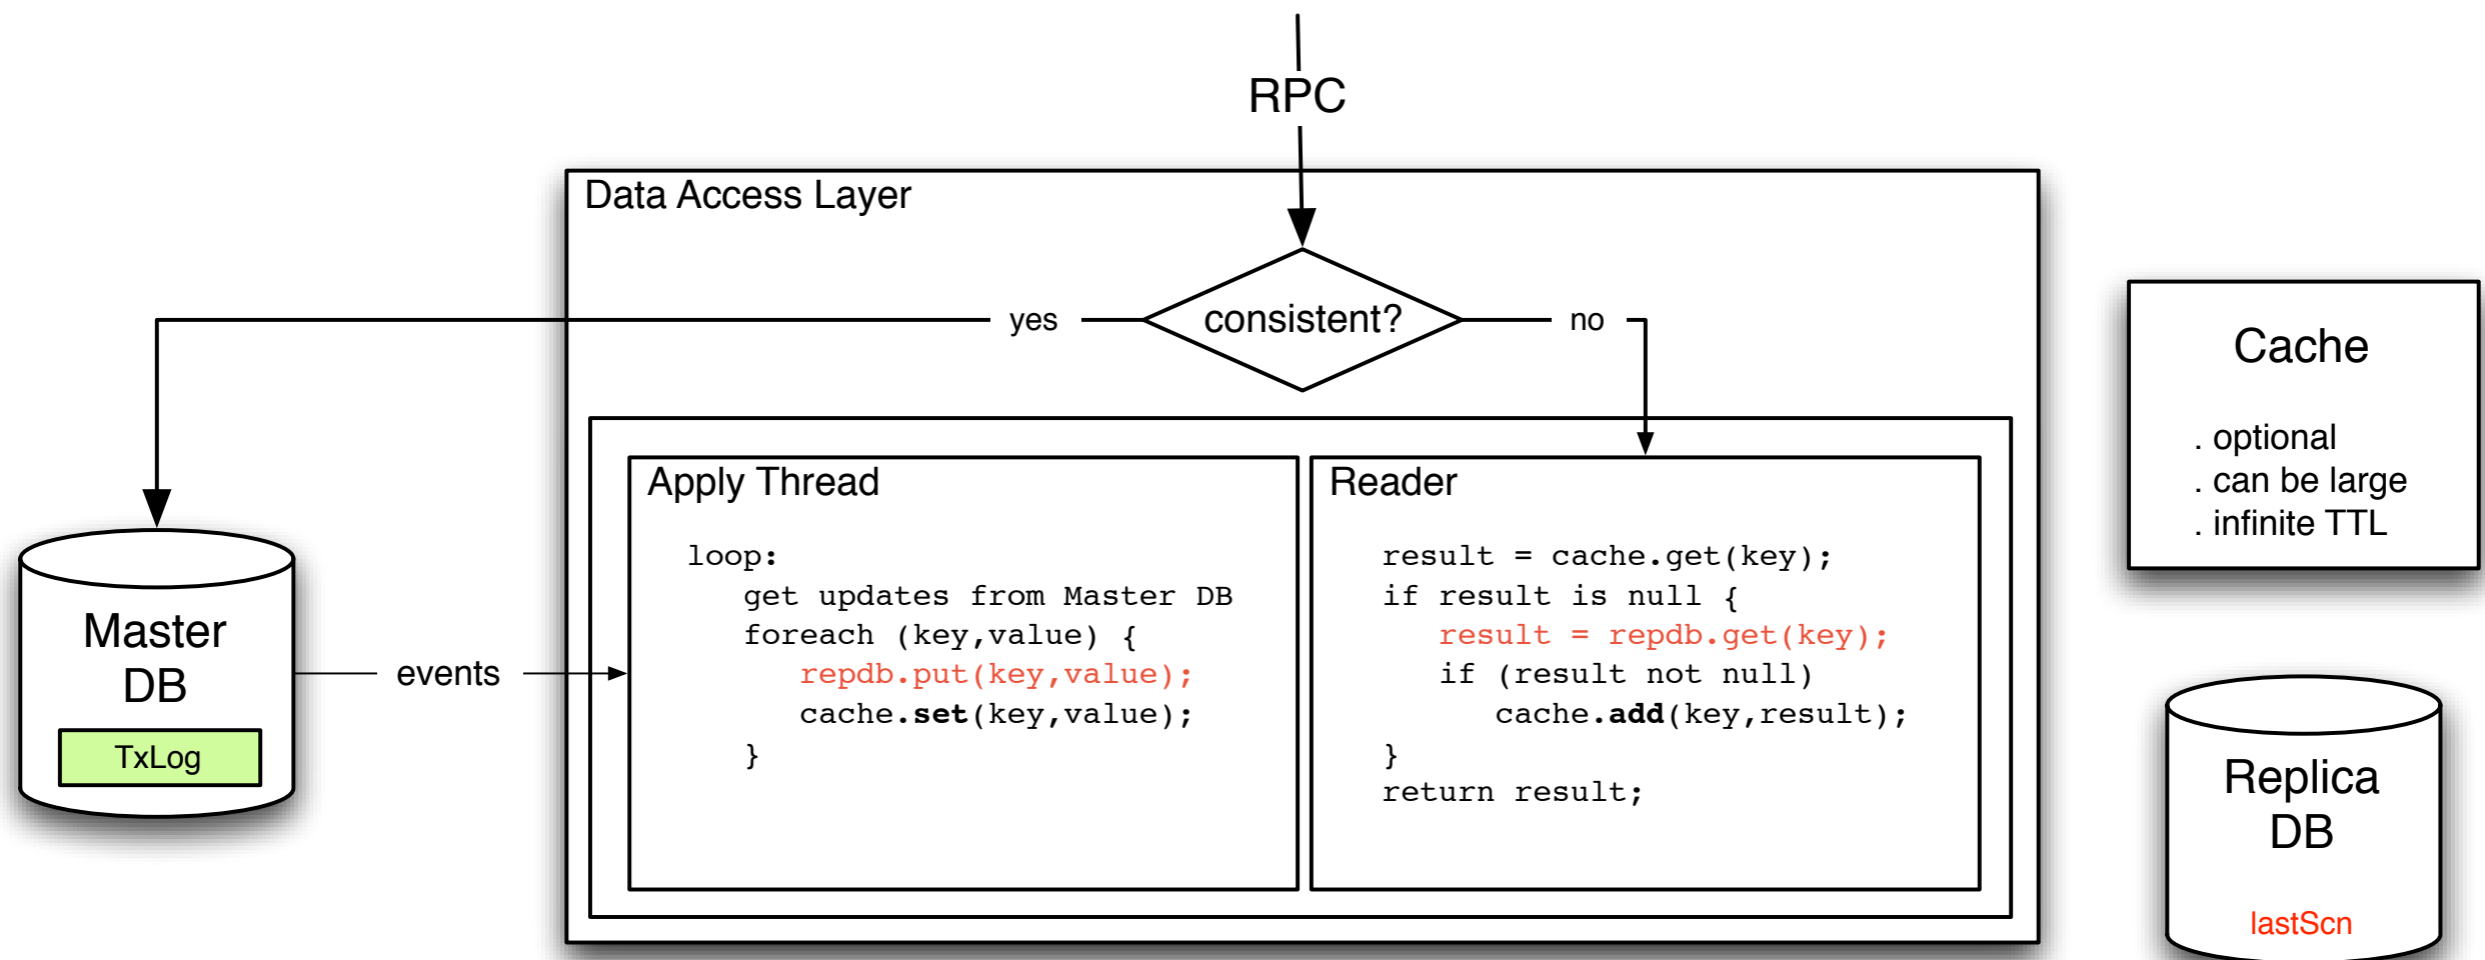 RPC
Data Access Layer
yes
consistent?
no
Cache
. optional
. can be large
. infinite TTL
Apply Thread
loop:
get updates from Master DB
foreach (key,value) {
repdb.put(key,value);
cache.set(key,value);
}
Reader
result = cache.get(key);
if result is null {
result = repdb.get(key);
if (result not null)
cache.add(key,result);
}
return result;
Master
DB
TxLog
events
Replica
DB
lastScn